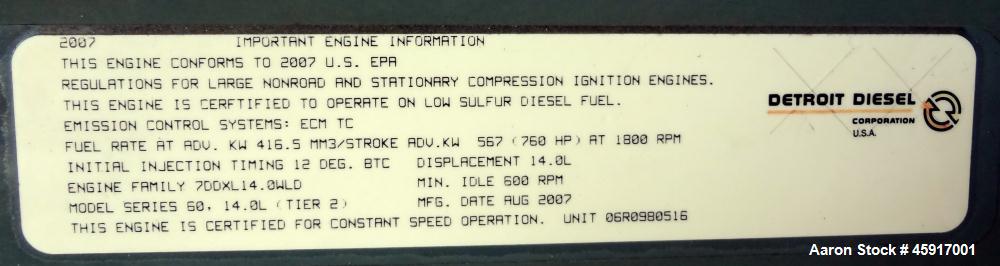 2007 IMPORTANT ENGINE INFORMATION
THIS ENGINE CONFORMS TO 2007 U.S. EPA
REGULATIONS FOR LARGE NONROAD AND STATIONARY COMPRESSION IGNITION ENGINES.
THIS ENGINE IS CERFTIFIED TO OPERATE ON LOW SULFUR DIESEL FUEL.
EMISSION CONTROL SYSTEMS: ECM TC
FUEL RATE AT ADV. KW 416.5 MM3/STROKE ADV.KW 567 (760 HP) AT 1800 RPM
INITIAL INJECTION TIMING 12 DEG. BTC DISPLACEMENT 14.0L
ENGINE FAMILY 7DDXL14.0WLD MIN. IDLE 600 RPM
MODEL SERIES 60, 14.0L (TIER 2) MFG. DATE AUG 2007
THIS ENGINE IS CERTIFIED FOR CONSTANT SPEED OPERATION. UNIT 06R0980516
DETROIT DIESEL
CORPORATION
U.S.A.
Aaron Stock # 45917001